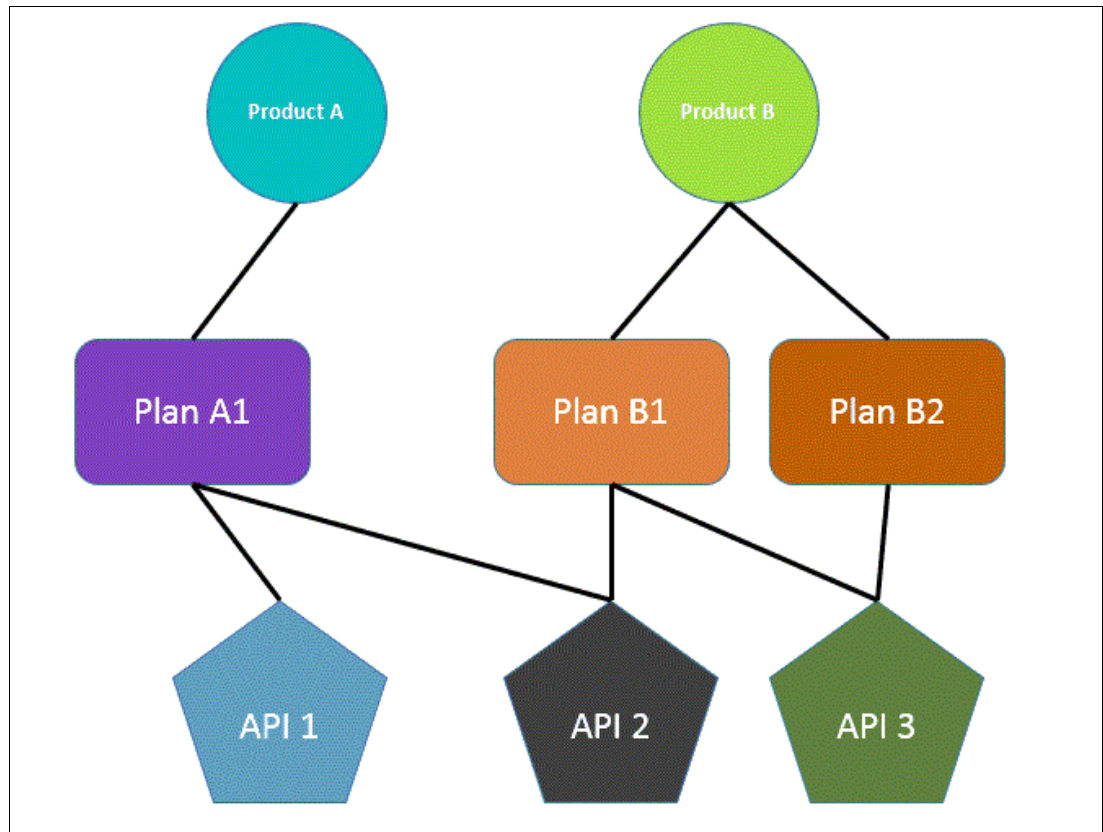 Product A
Product B
Plan A1
Plan B1
Plan B2
API 1
API 2
API 3